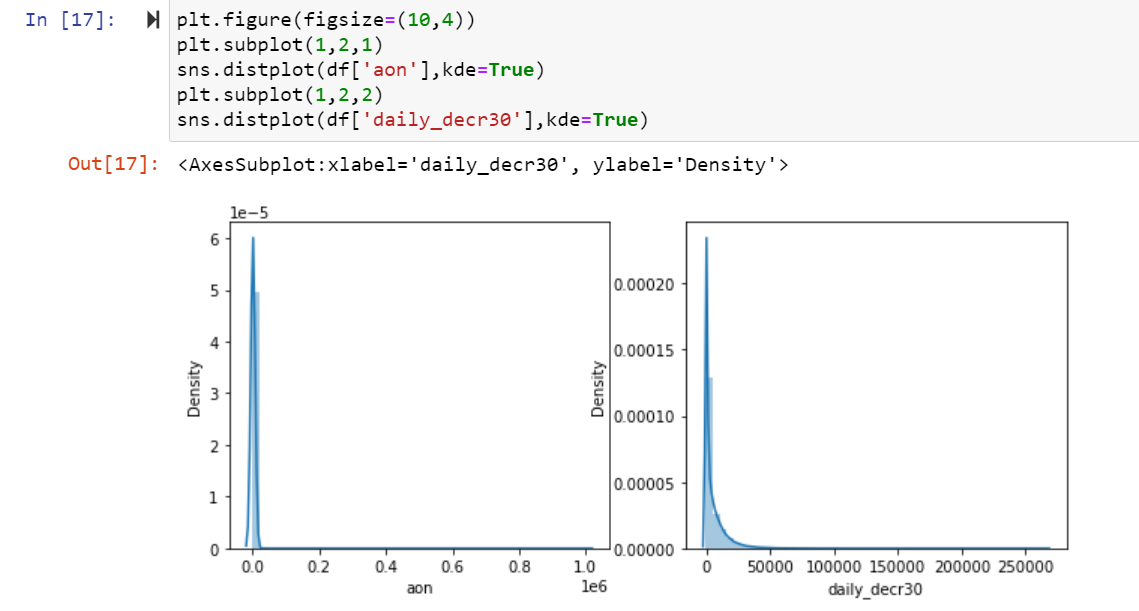 In [17]:
plt.figure(figsize=(10,4))
plt.subplot(1,2,1)
sns.distplot(df['aon'],kde=True)
plt.subplot(1,2,2)
sns.distplot(df['daily_decr30'],kde=True)
Out[17]: <AxesSubplot:xlabel='daily_decr30', ylabel='Density'>
1e−5
6
5
4
3
2
1
0
Density
0.0 0.2 0.4 0.6 0.8 1.0
1e6
aon
0.00020
0.00015
0.00010
0.00005
0.00000
Density
0 50000 100000 150000 200000 250000
daily_decr30